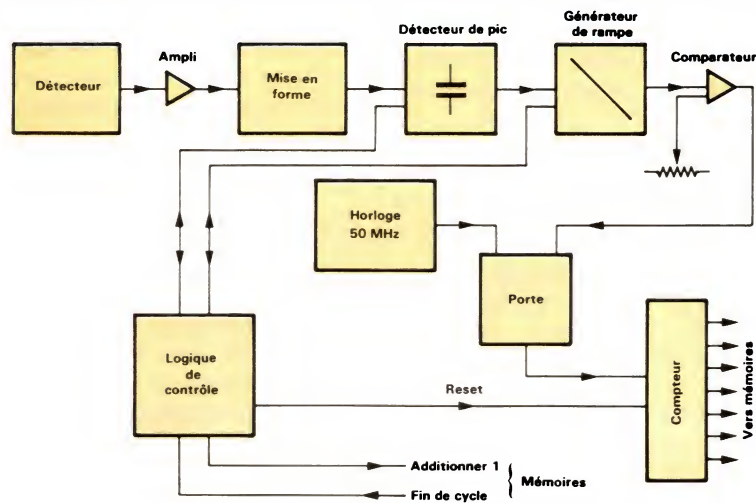 Détecteur
Ampli
Mise en
forme
Détecteur de pic
Générateur
de rampe
Comparateur
Horloge
50 MHz
Porte
Logique
de
contrôle
Reset
Compteur
Vers mémoires
Additionner 1
Fin de cycle
Mémoires